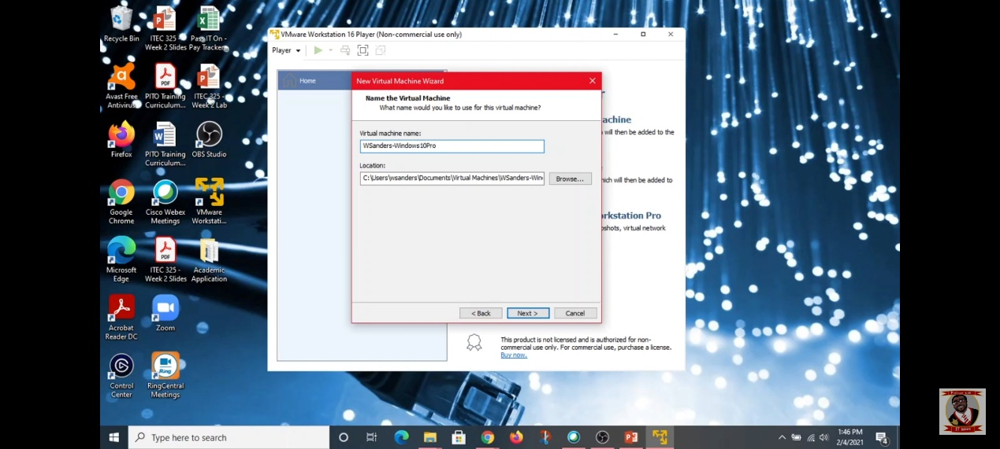 Recycle Bin
ITEC 325 -
Week 2 Slides
Pass IT On -
Pay Tracker...
Avast Free
Antivirus
PITO Training
Curriculum...
ITEC 325 -
Week 2 Lab
Firefox
PITO Training
Curriculum...
OBS Studio
Google
Chrome
Cisco Webex
Meetings
VMware
Workstati...
Microsoft
Edge
ITEC 325 -
Week 2 Slides
Academic
Application
Acrobat
Reader DC
Zoom
Control
Center
RingCentral
Meetings
VMware Workstation 16 Player (Non-commercial use only)
Player
Home
New Virtual Machine Wizard
Name the Virtual Machine
What name would you like to use for this virtual machine?
Virtual machine name:
WSanders-Windows10Pro
Location:
C:\Users\wsanders\Documents\Virtual Machines\WSanders-Win
Browse...
< Back
Next >
Cancel
achine
will then be added to the
hich will then be added to
orkstation Pro
pshots, virtual network
This product is not licensed and is authorized for non-
commercial use only. For commercial use, purchase a license.
Buy now.
Type here to search
1:46 PM
2/4/2021
4